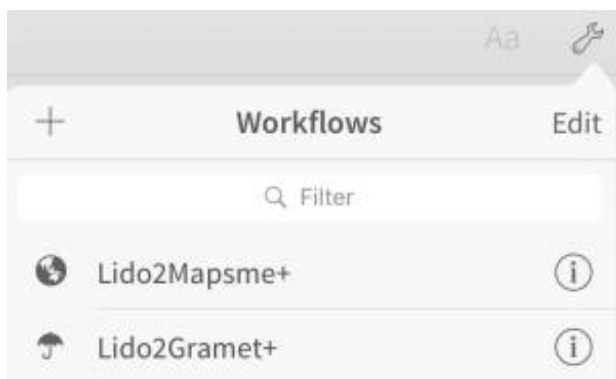 Aa
+ Workflows Edit
Filter
Lido2Mapsme+
Lido2Gramet+